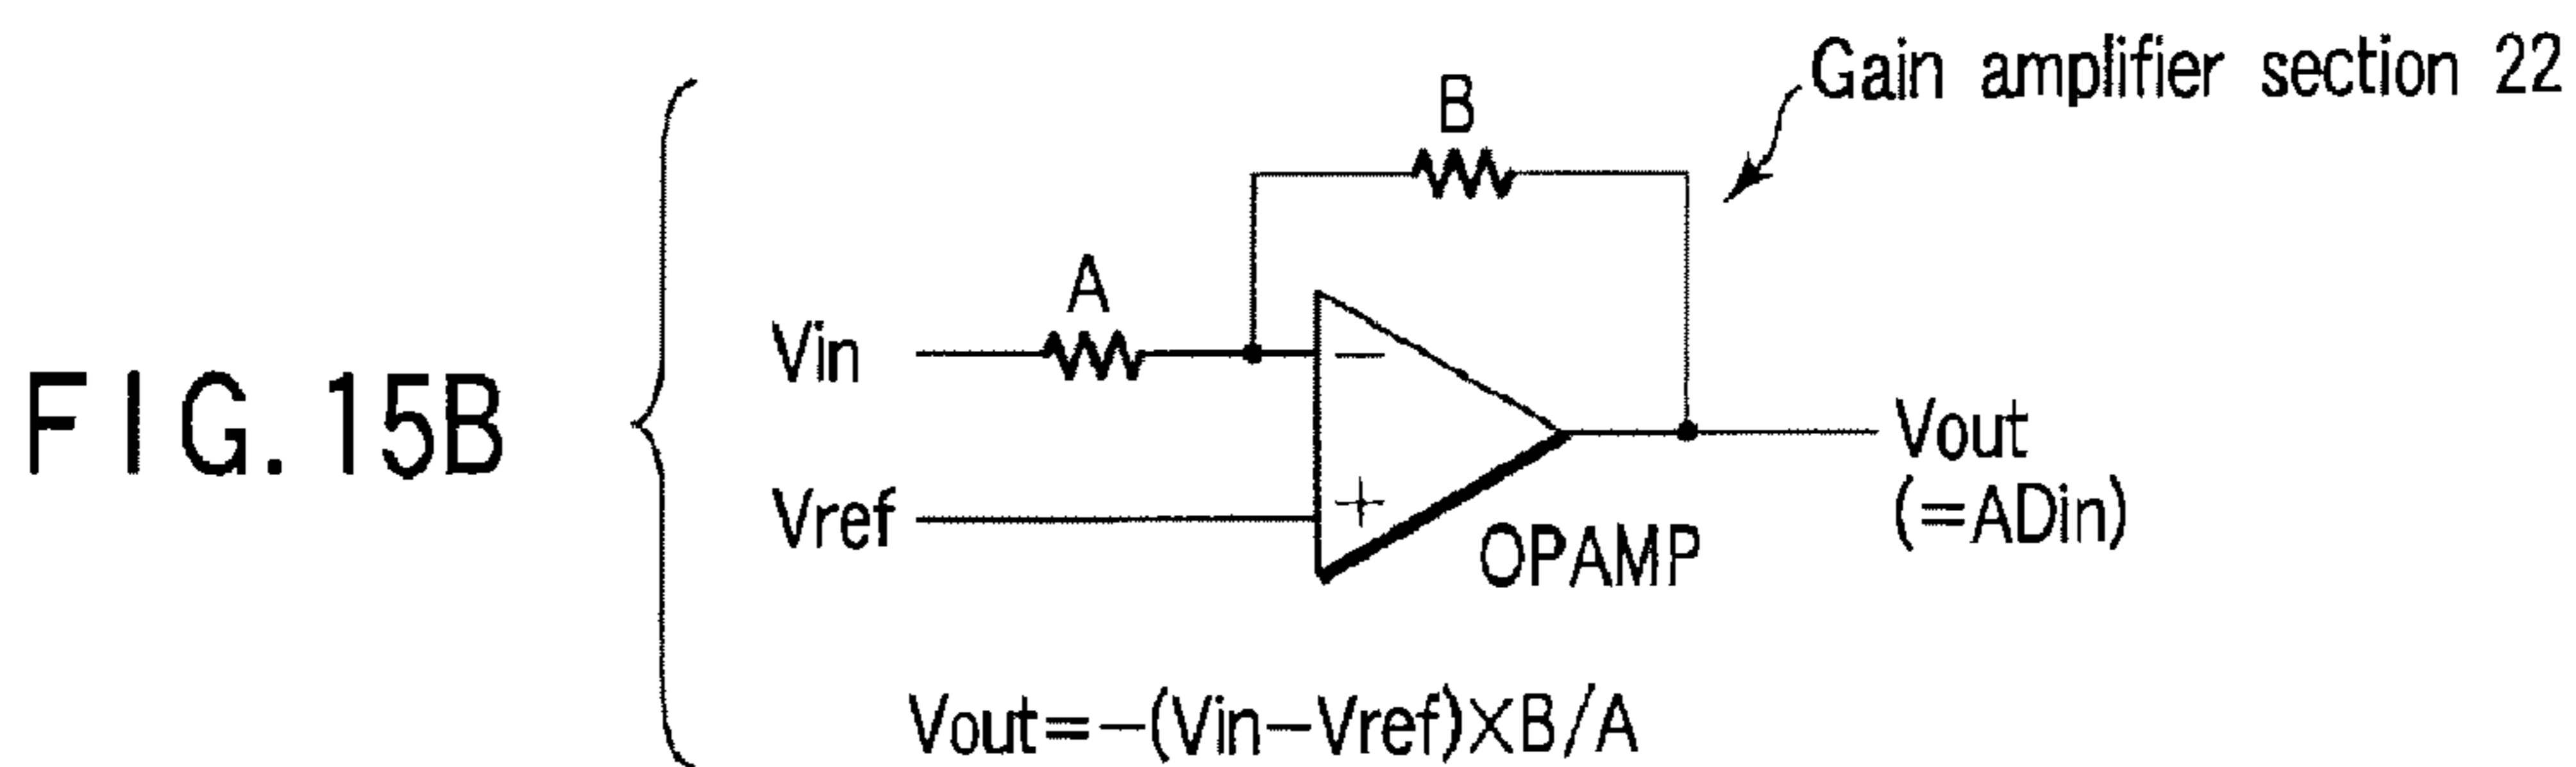 FIG. 15B
Gain amplifier section 22
B
A
Vin
−
Vref
+
OPAMP
Vout
(=ADin)
Vout=−(Vin−Vref)×B/A